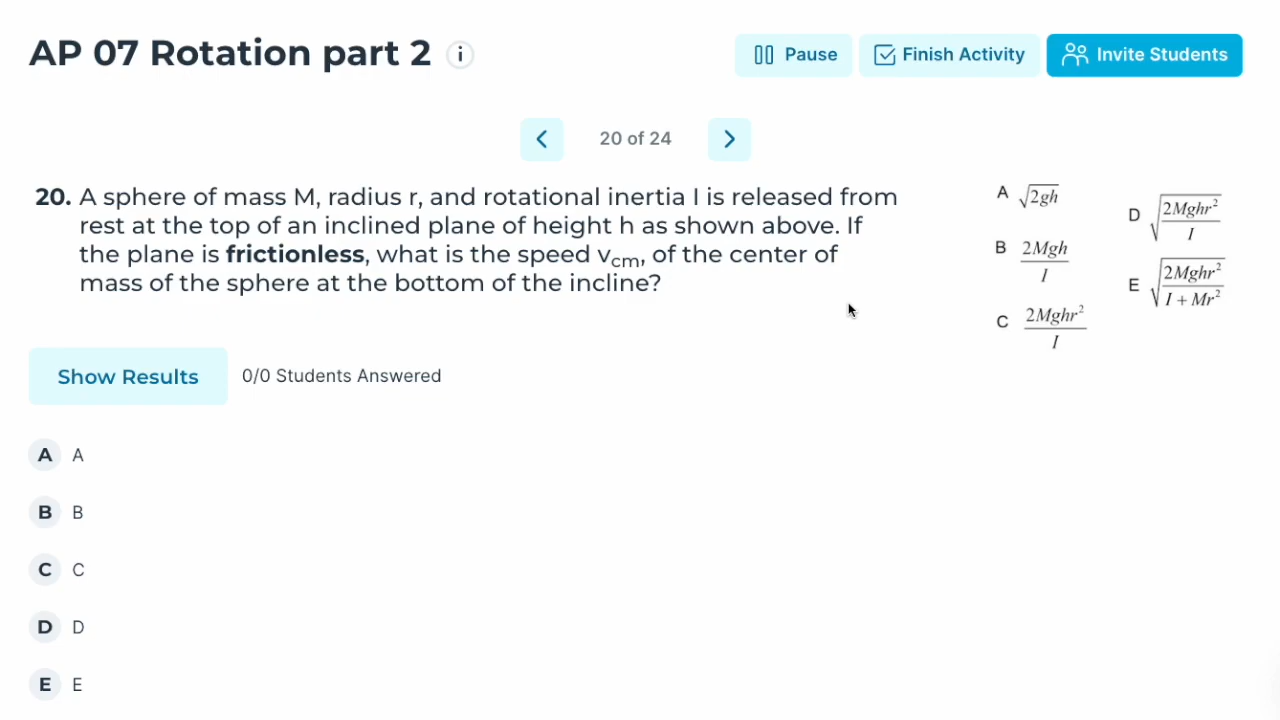 AP 07 Rotation part 2 i
Pause
Finish Activity
Invite Students
20 of 24
20. A sphere of mass M, radius r, and rotational inertia I is released from
rest at the top of an inclined plane of height h as shown above. If
the plane is frictionless, what is the speed v_cm, of the center of
mass of the sphere at the bottom of the incline?
A √(2gh)
B 2Mgh/I
C 2Mghr²/I
D √(2Mghr²/I)
E √(2Mghr²/(I + Mr²))
Show Results
0/0 Students Answered
A A
B B
C C
D D
E E